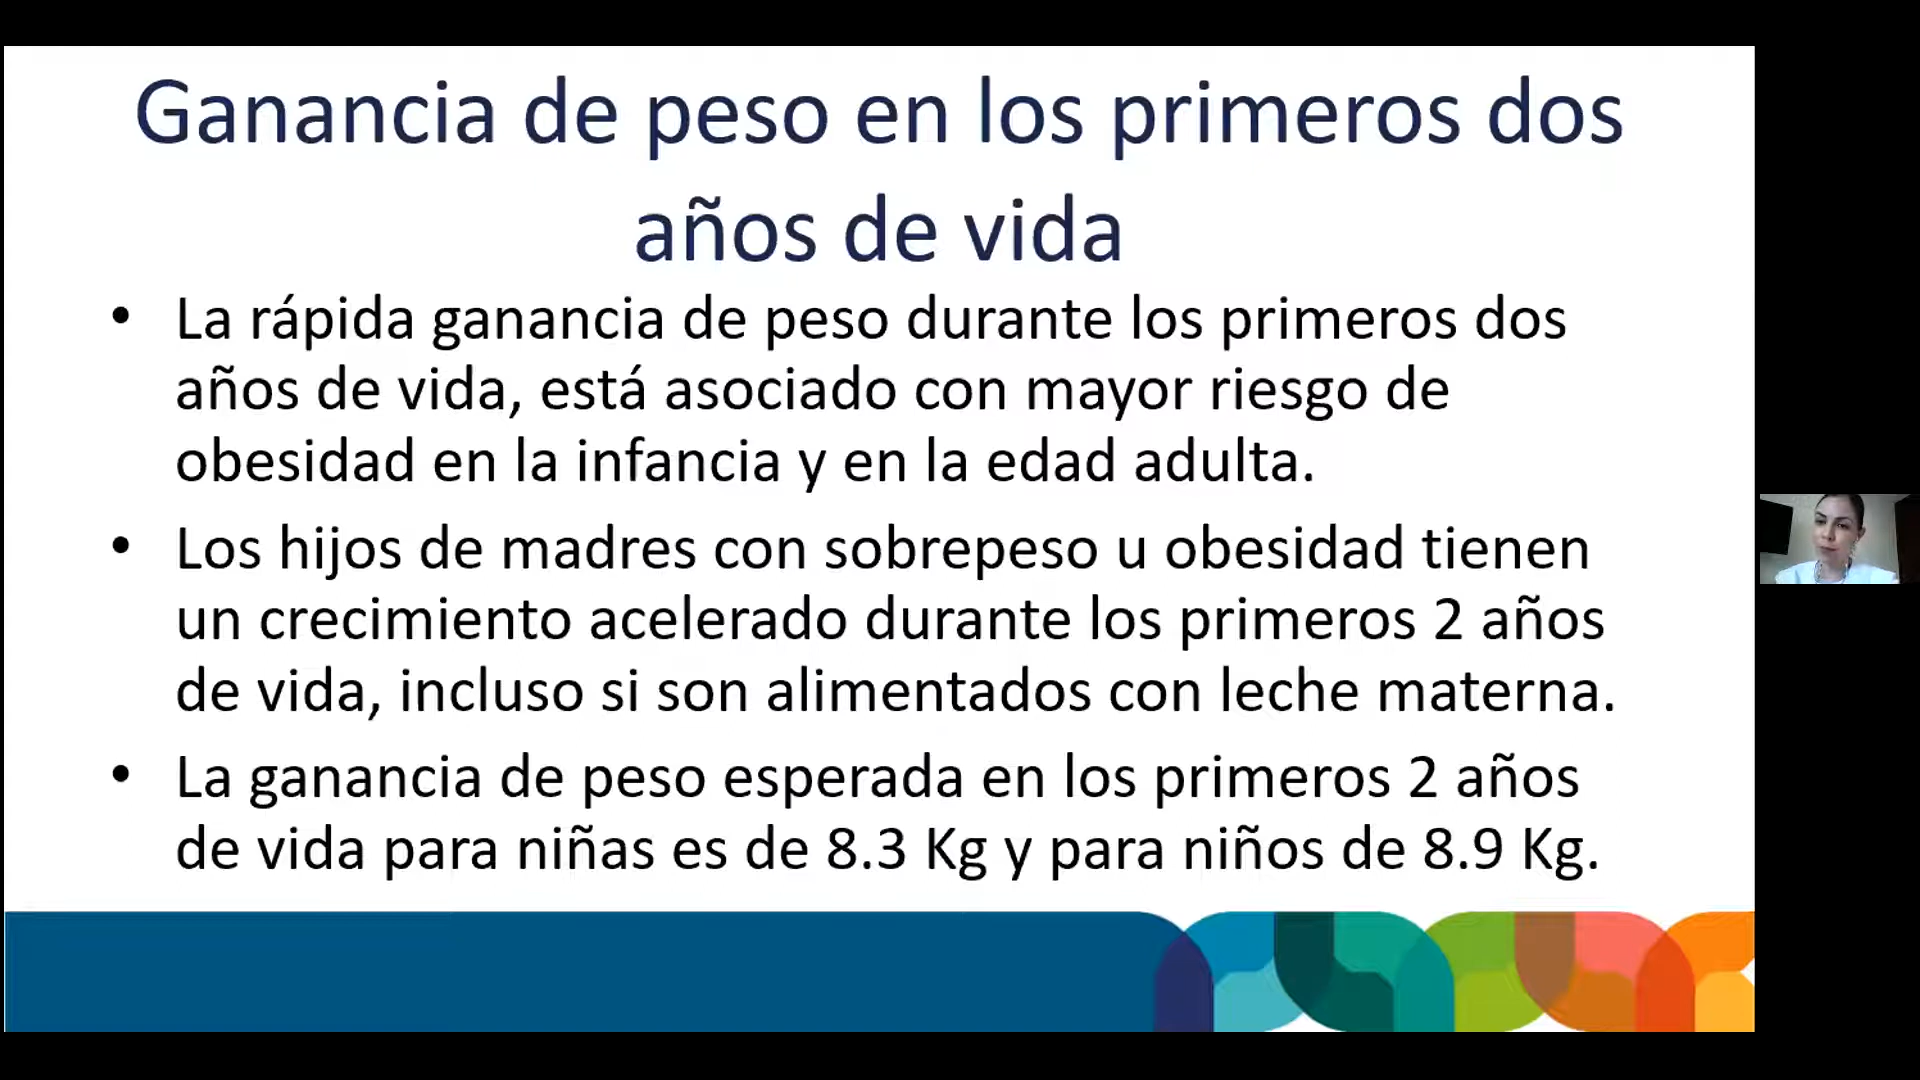 Ganancia de peso en los primeros dos
años de vida
• La rápida ganancia de peso durante los primeros dos
años de vida, está asociado con mayor riesgo de
obesidad en la infancia y en la edad adulta.
• Los hijos de madres con sobrepeso u obesidad tienen
un crecimiento acelerado durante los primeros 2 años
de vida, incluso si son alimentados con leche materna.
• La ganancia de peso esperada en los primeros 2 años
de vida para niñas es de 8.3 Kg y para niños de 8.9 Kg.